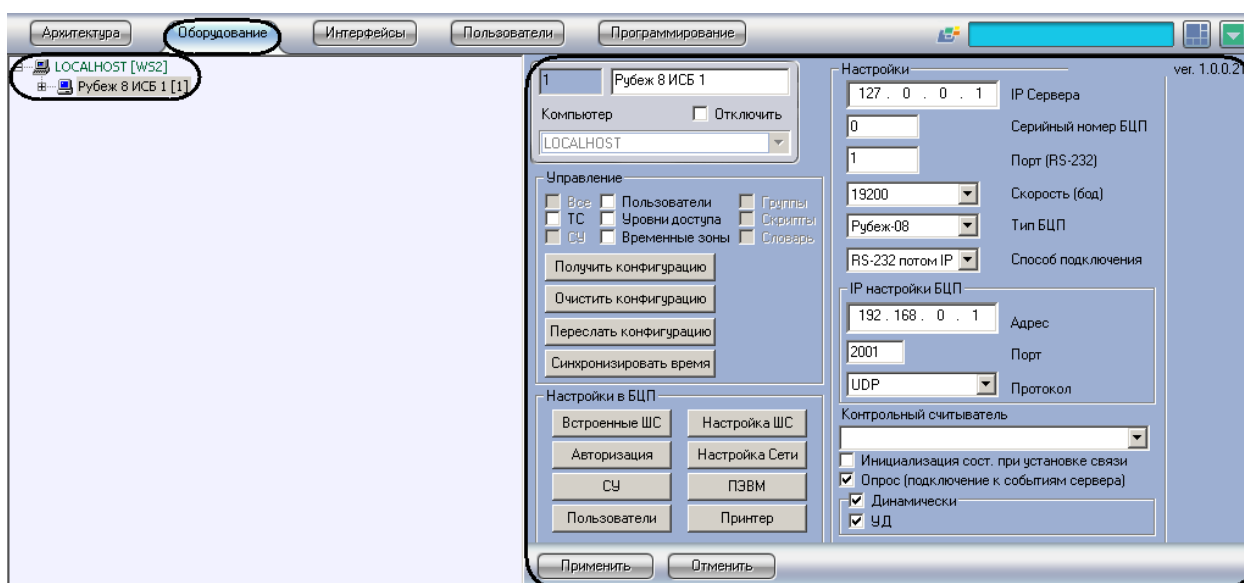 Архитектура Оборудование Интерфейсы Пользователи Программирование
LOCALHOST [WS2]
Рубеж 8 ИСБ 1 [1]
1 Рубеж 8 ИСБ 1
Компьютер Отключить
LOCALHOST
Управление
Все Пользователи Группы
ТС Уровни доступа Скрипты
СУ Временные зоны Словарь
Получить конфигурацию
Очистить конфигурацию
Переслать конфигурацию
Синхронизировать время
Настройки в БЦП
Встроенные ШС Настройка ШС
Авторизация Настройка Сети
СУ ПЭВМ
Пользователи Принтер
Настройки
127 . 0 . 0 . 1 IP Сервера
0 Серийный номер БЦП
1 Порт (RS-232)
19200 Скорость (бод)
Рубеж-08 Тип БЦП
RS-232 потом IP Способ подключения
IP настройки БЦП
192 . 168 . 0 . 1 Адрес
2001 Порт
UDP Протокол
Контрольный считыватель
Инициализация сост. при установке связи
Опрос (подключение к событиям сервера)
Динамически
УД
ver. 1.0.0.21
Применить Отменить